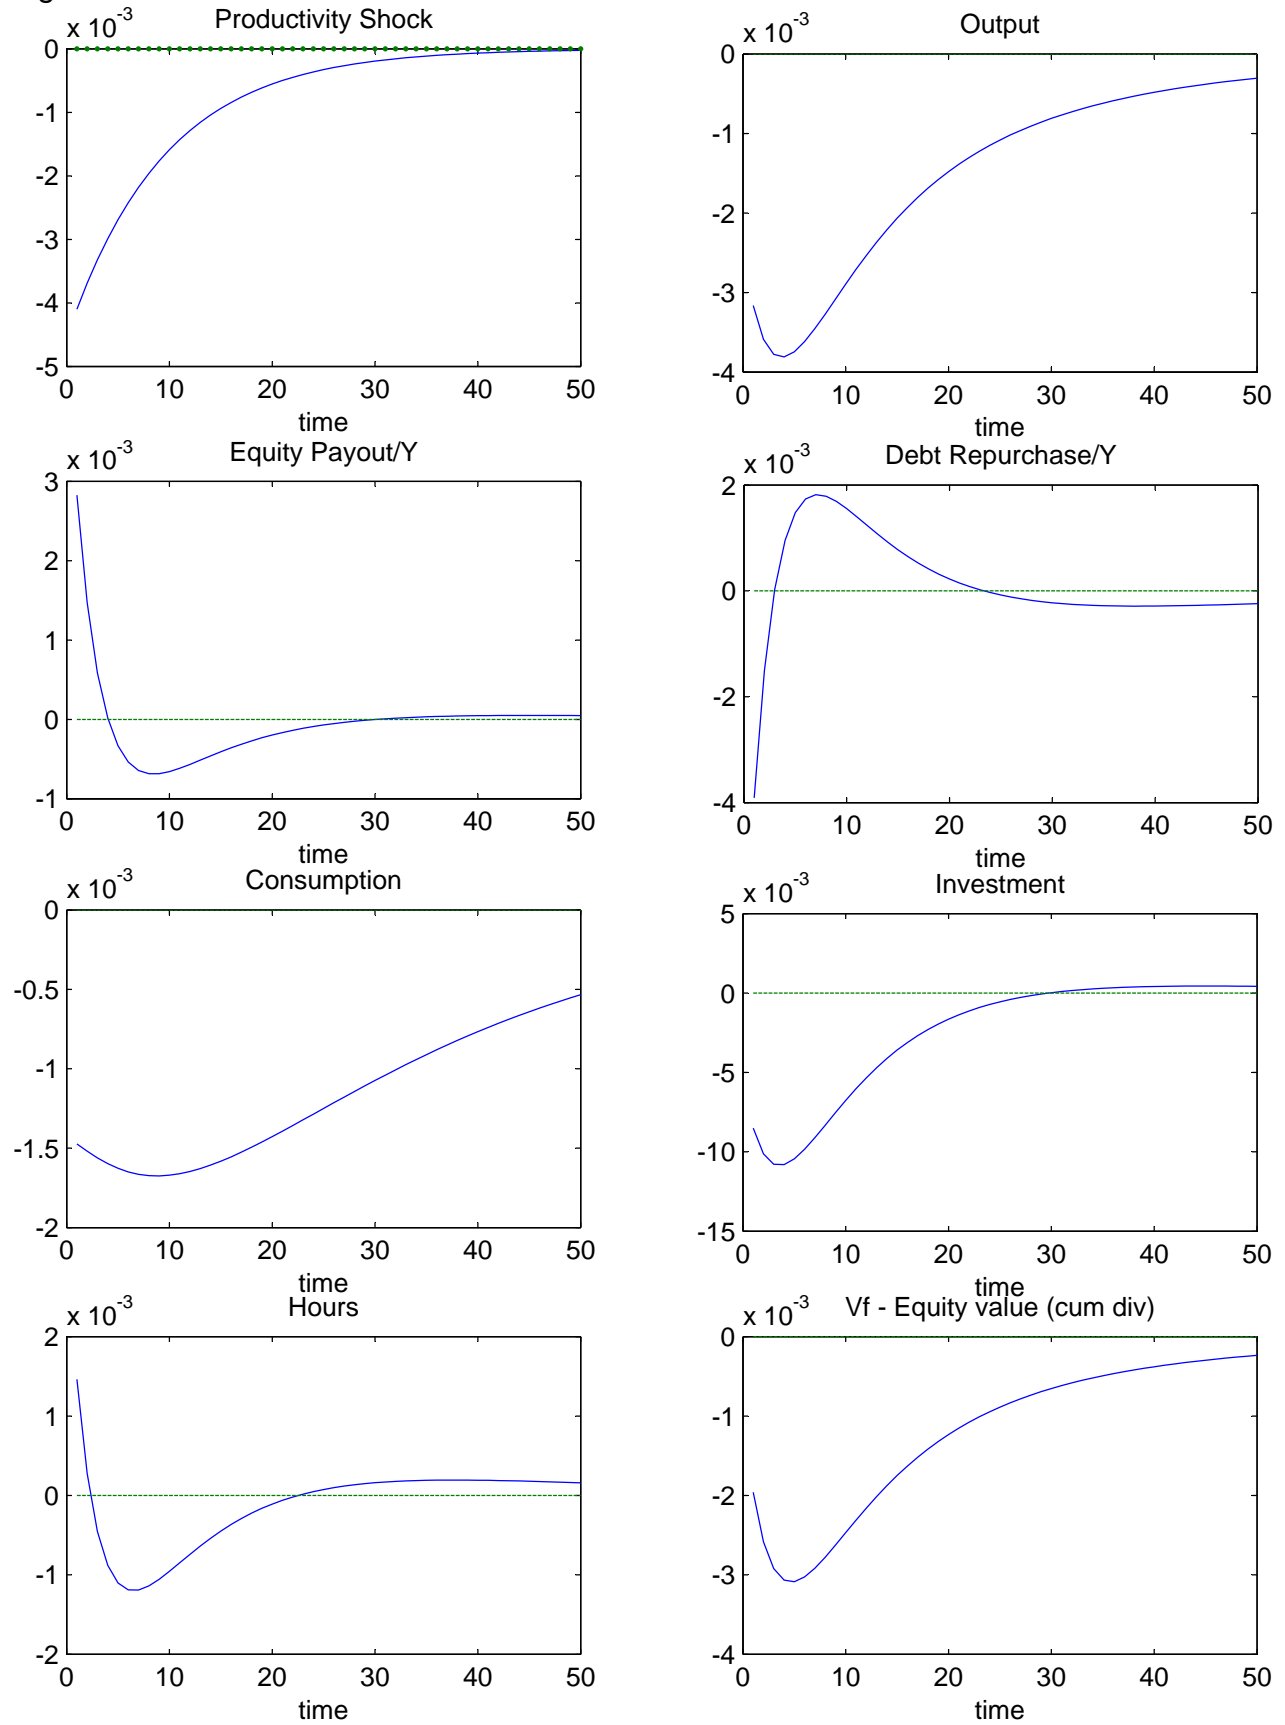 x 10-3
Productivity Shock
0
-1
-2
-3
-4
-5
0 10 20 30 40 50
time
x 10-3
Output
0
-1
-2
-3
-4
0 10 20 30 40 50
time
x 10-3
Equity Payout/Y
3
2
1
0
-1
0 10 20 30 40 50
time
x 10-3
Debt Repurchase/Y
2
0
-2
-4
0 10 20 30 40 50
time
x 10-3
Consumption
0
-0.5
-1
-1.5
-2
0 10 20 30 40 50
time
x 10-3
Investment
5
0
-5
-10
-15
0 10 20 30 40 50
time
x 10-3
Hours
2
1
0
-1
-2
0 10 20 30 40 50
time
x 10-3
Vf - Equity value (cum div)
0
-1
-2
-3
-4
0 10 20 30 40 50
time